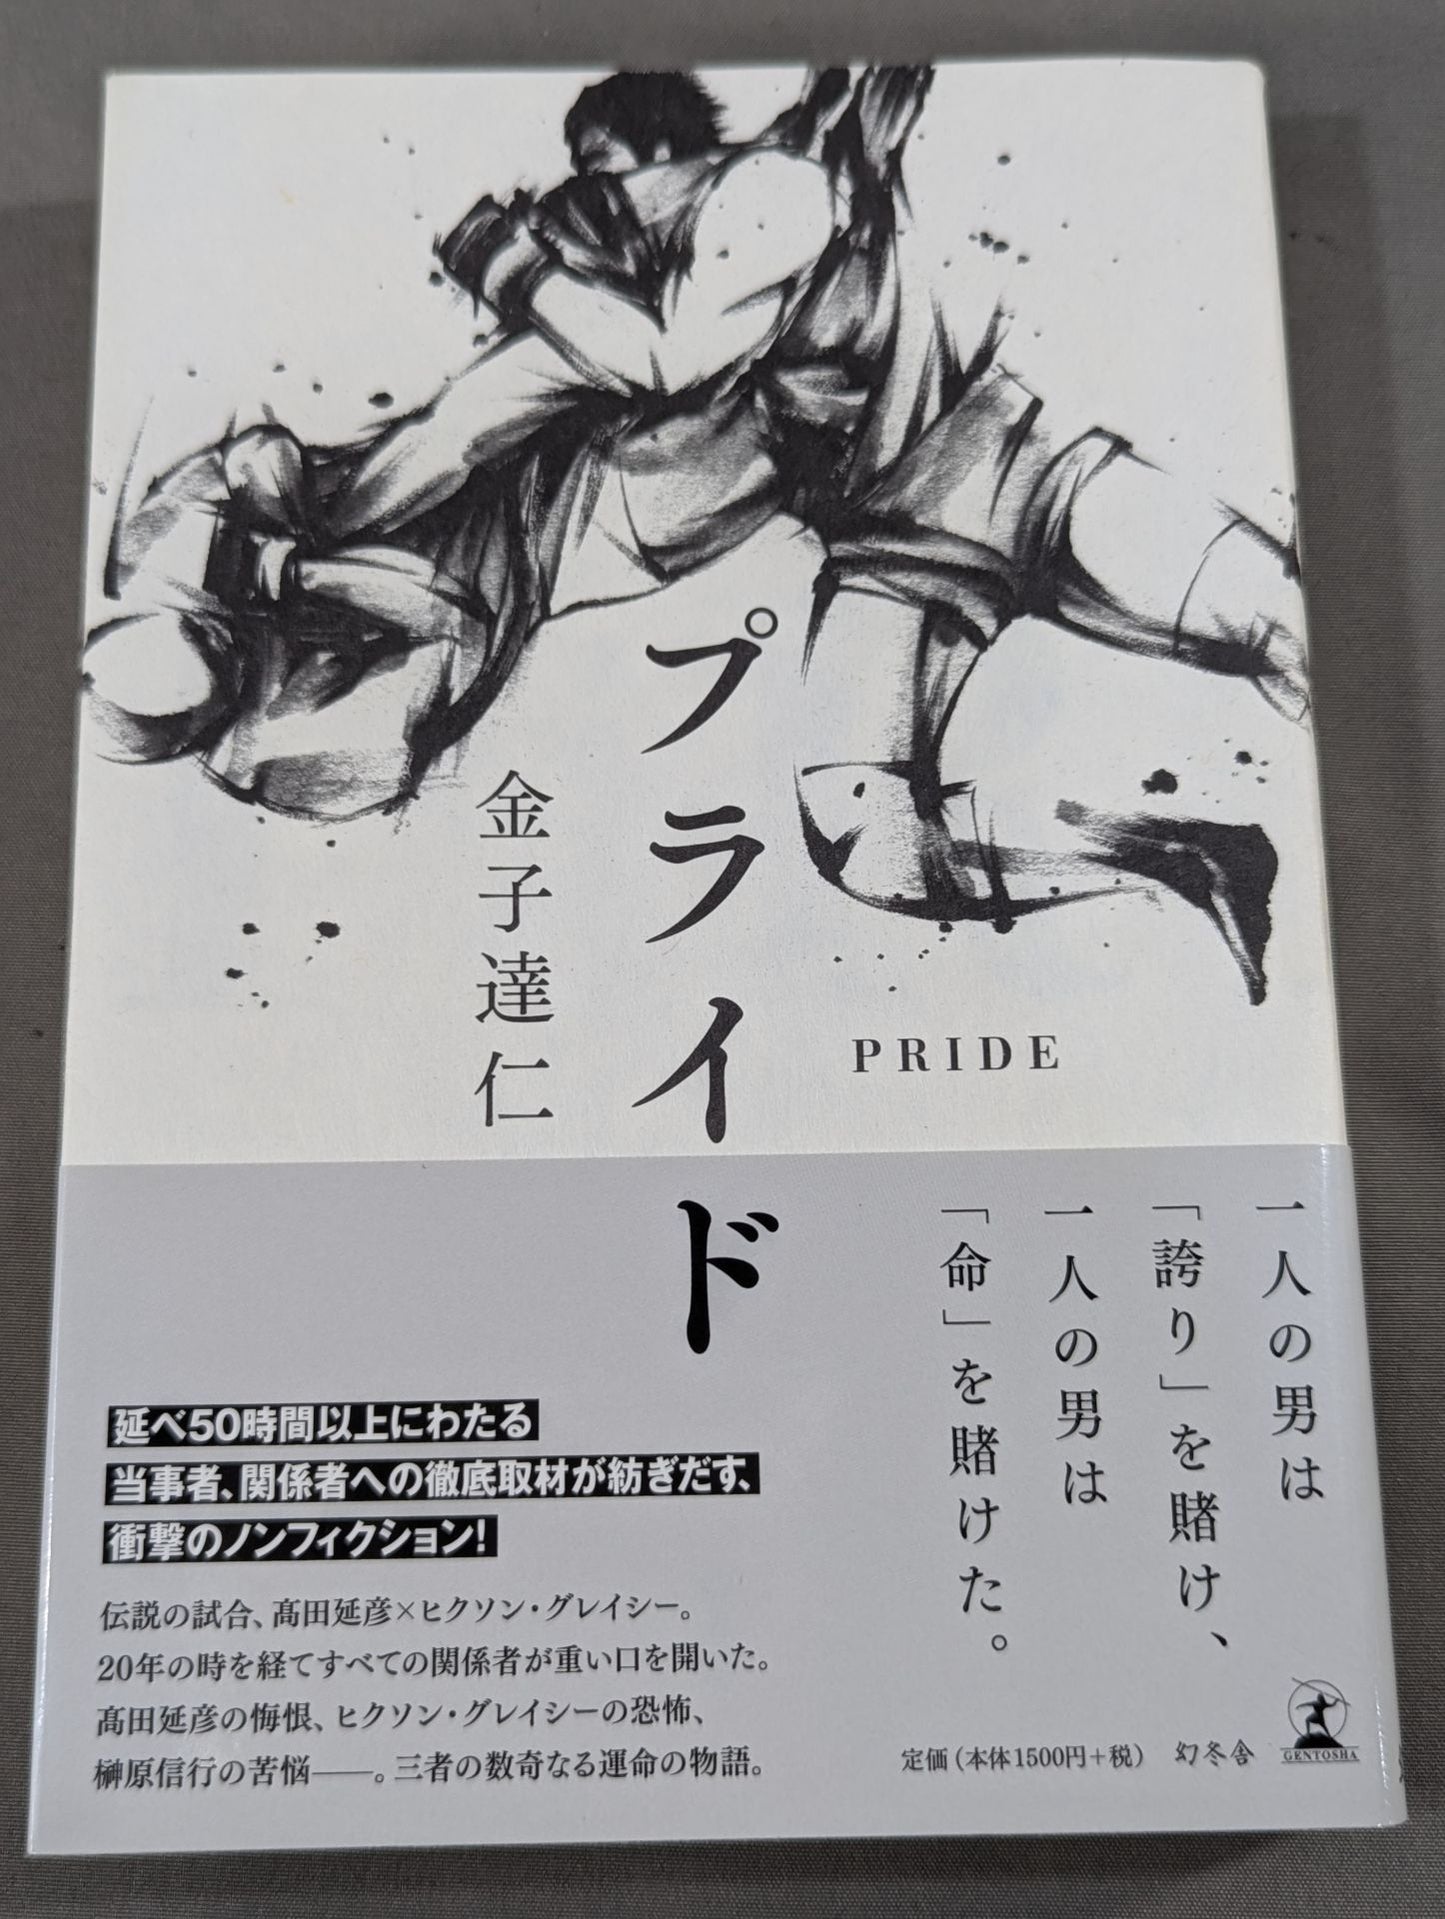 プライド
金子達仁
PRIDE
一人の男は
「誇り」を賭け、
一人の男は
「命」を賭けた。
延べ50時間以上にわたる
当事者、関係者への徹底取材が紡ぎだす、
衝撃のノンフィクション!
伝説の試合、髙田延彦×ヒクソン・グレイシー。
20年の時を経てすべての関係者が重い口を開いた。
髙田延彦の悔恨、ヒクソン・グレイシーの恐怖、
榊原信行の苦悩――。三者の数奇なる運命の物語。
定価(本体1500円+税)
幻冬舎
GENTOSHA